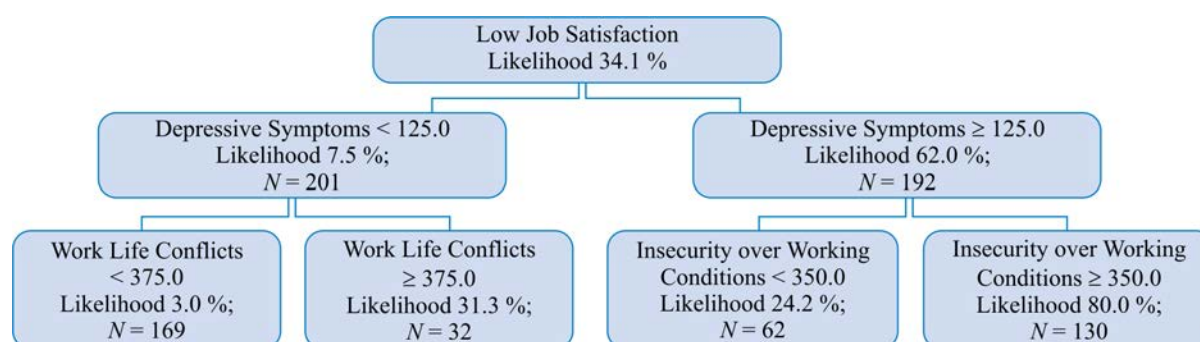 Low Job Satisfaction
Likelihood 34.1 %
Depressive Symptoms < 125.0
Likelihood 7.5 %;
N = 201
Depressive Symptoms ≥ 125.0
Likelihood 62.0 %;
N = 192
Work Life Conflicts
< 375.0
Likelihood 3.0 %;
N = 169
Work Life Conflicts
≥ 375.0
Likelihood 31.3 %;
N = 32
Insecurity over Working
Conditions < 350.0
Likelihood 24.2 %;
N = 62
Insecurity over Working
Conditions ≥ 350.0
Likelihood 80.0 %;
N = 130